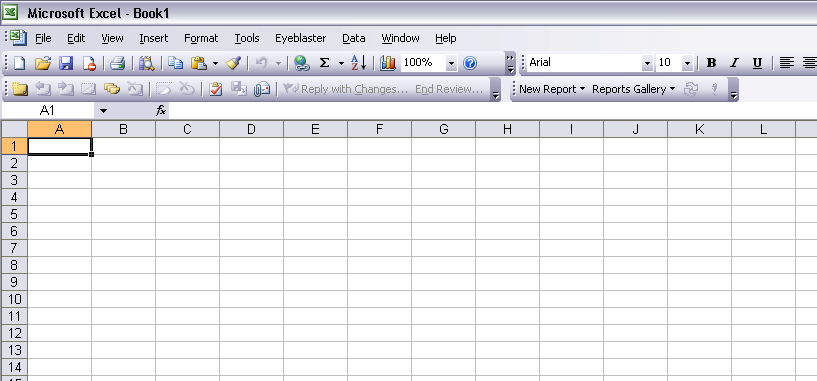 Microsoft Excel - Book1
File Edit View Insert Format Tools Eyeblaster Data Window Help
Σ A Z 100% ? Arial 10 B I U
Reply with Changes... End Review... New Report Reports Gallery
A1 fx
A B C D E F G H I J K L
1
2
3
4
5
6
7
8
9
10
11
12
13
14
15